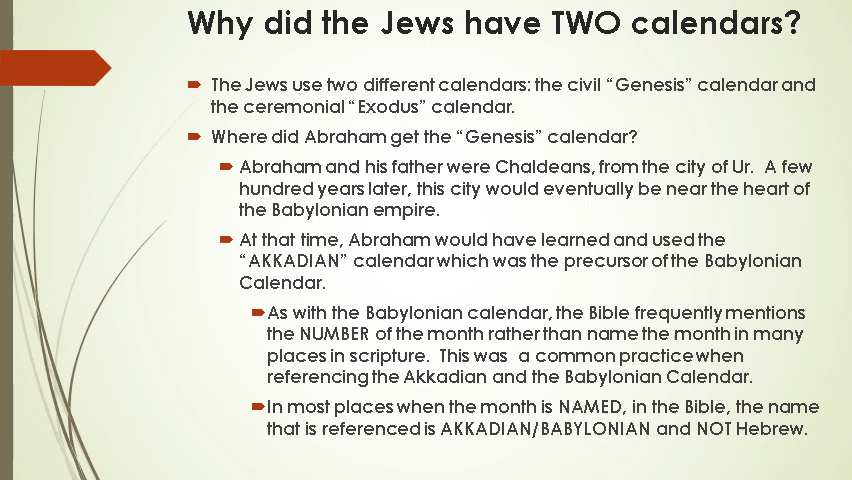 Why did the Jews have TWO calendars?
The Jews use two different calendars: the civil "Genesis" calendar and
the ceremonial "Exodus" calendar.
Where did Abraham get the "Genesis" calendar?
Abraham and his father were Chaldeans, from the city of Ur. A few
hundred years later, this city would eventually be near the heart of
the Babylonian empire.
At that time, Abraham would have learned and used the
"AKKADIAN" calendar which was the precursor of the Babylonian
Calendar.
As with the Babylonian calendar, the Bible frequently mentions
the NUMBER of the month rather than name the month in many
places in scripture. This was a common practice when
referencing the Akkadian and the Babylonian Calendar.
In most places when the month is NAMED, in the Bible, the name
that is referenced is AKKADIAN/BABYLONIAN and NOT Hebrew.